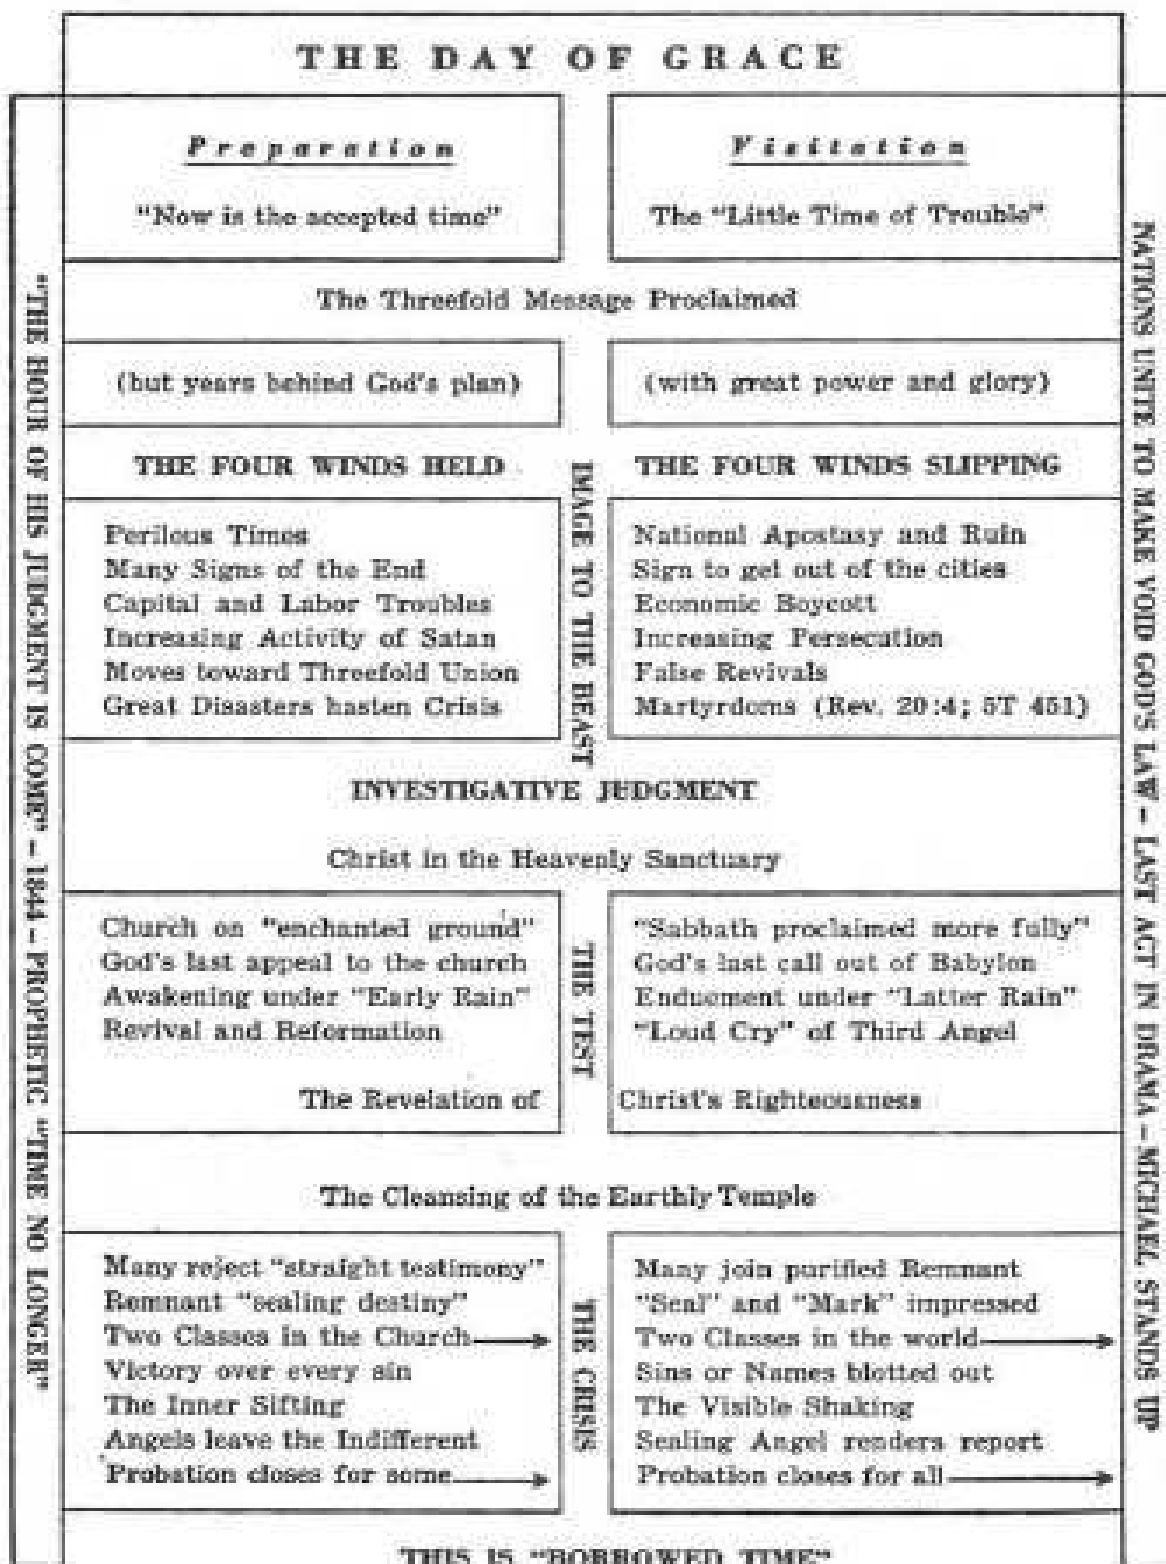 THE DAY OF GRACE
Preparation
"Now is the accepted time"
Visitation
The "Little Time of Trouble"
The Threefold Message Proclaimed
(but years behind God's plan)
(with great power and glory)
THE FOUR WINDS HELD
Perilous Times
Many Signs of the End
Capital and Labor Troubles
Increasing Activity of Satan
Moves toward Threefold Union
Great Disasters hasten Crisis
IMAGE TO THE BEAST
THE FOUR WINDS SLIPPING
National Apostasy and Ruin
Sign to get out of the cities
Economic Boycott
Increasing Persecution
False Revivals
Martyrdoms (Rev. 20:4; 5T 451)
INVESTIGATIVE JUDGMENT
Christ in the Heavenly Sanctuary
Church on "enchanted ground"
God's last appeal to the church
Awakening under "Early Rain"
Revival and Reformation
THE TEST
"Sabbath proclaimed more fully"
God's last call out of Babylon
Enduement under "Latter Rain"
"Loud Cry" of Third Angel
The Revelation of Christ's Righteousness
The Cleansing of the Earthly Temple
Many reject "straight testimony"
Remnant "sealing destiny"
Two Classes in the Church
Victory over every sin
The Inner Sifting
Angels leave the Indifferent
Probation closes for some
THE CRISIS
Many join purified Remnant
"Seal" and "Mark" impressed
Two Classes in the world
Sins or Names blotted out
The Visible Shaking
Sealing Angel renders report
Probation closes for all
THIS IS "BORROWED TIME"
"THE HOUR OF HIS JUDGMENT IS COME" – 1844 – PROPHETIC "TIME NO LONGER"
NATIONS UNITE TO MAKE VOID GOD'S LAW – LAST ACT IN DRAMA – MICHAEL STANDS UP